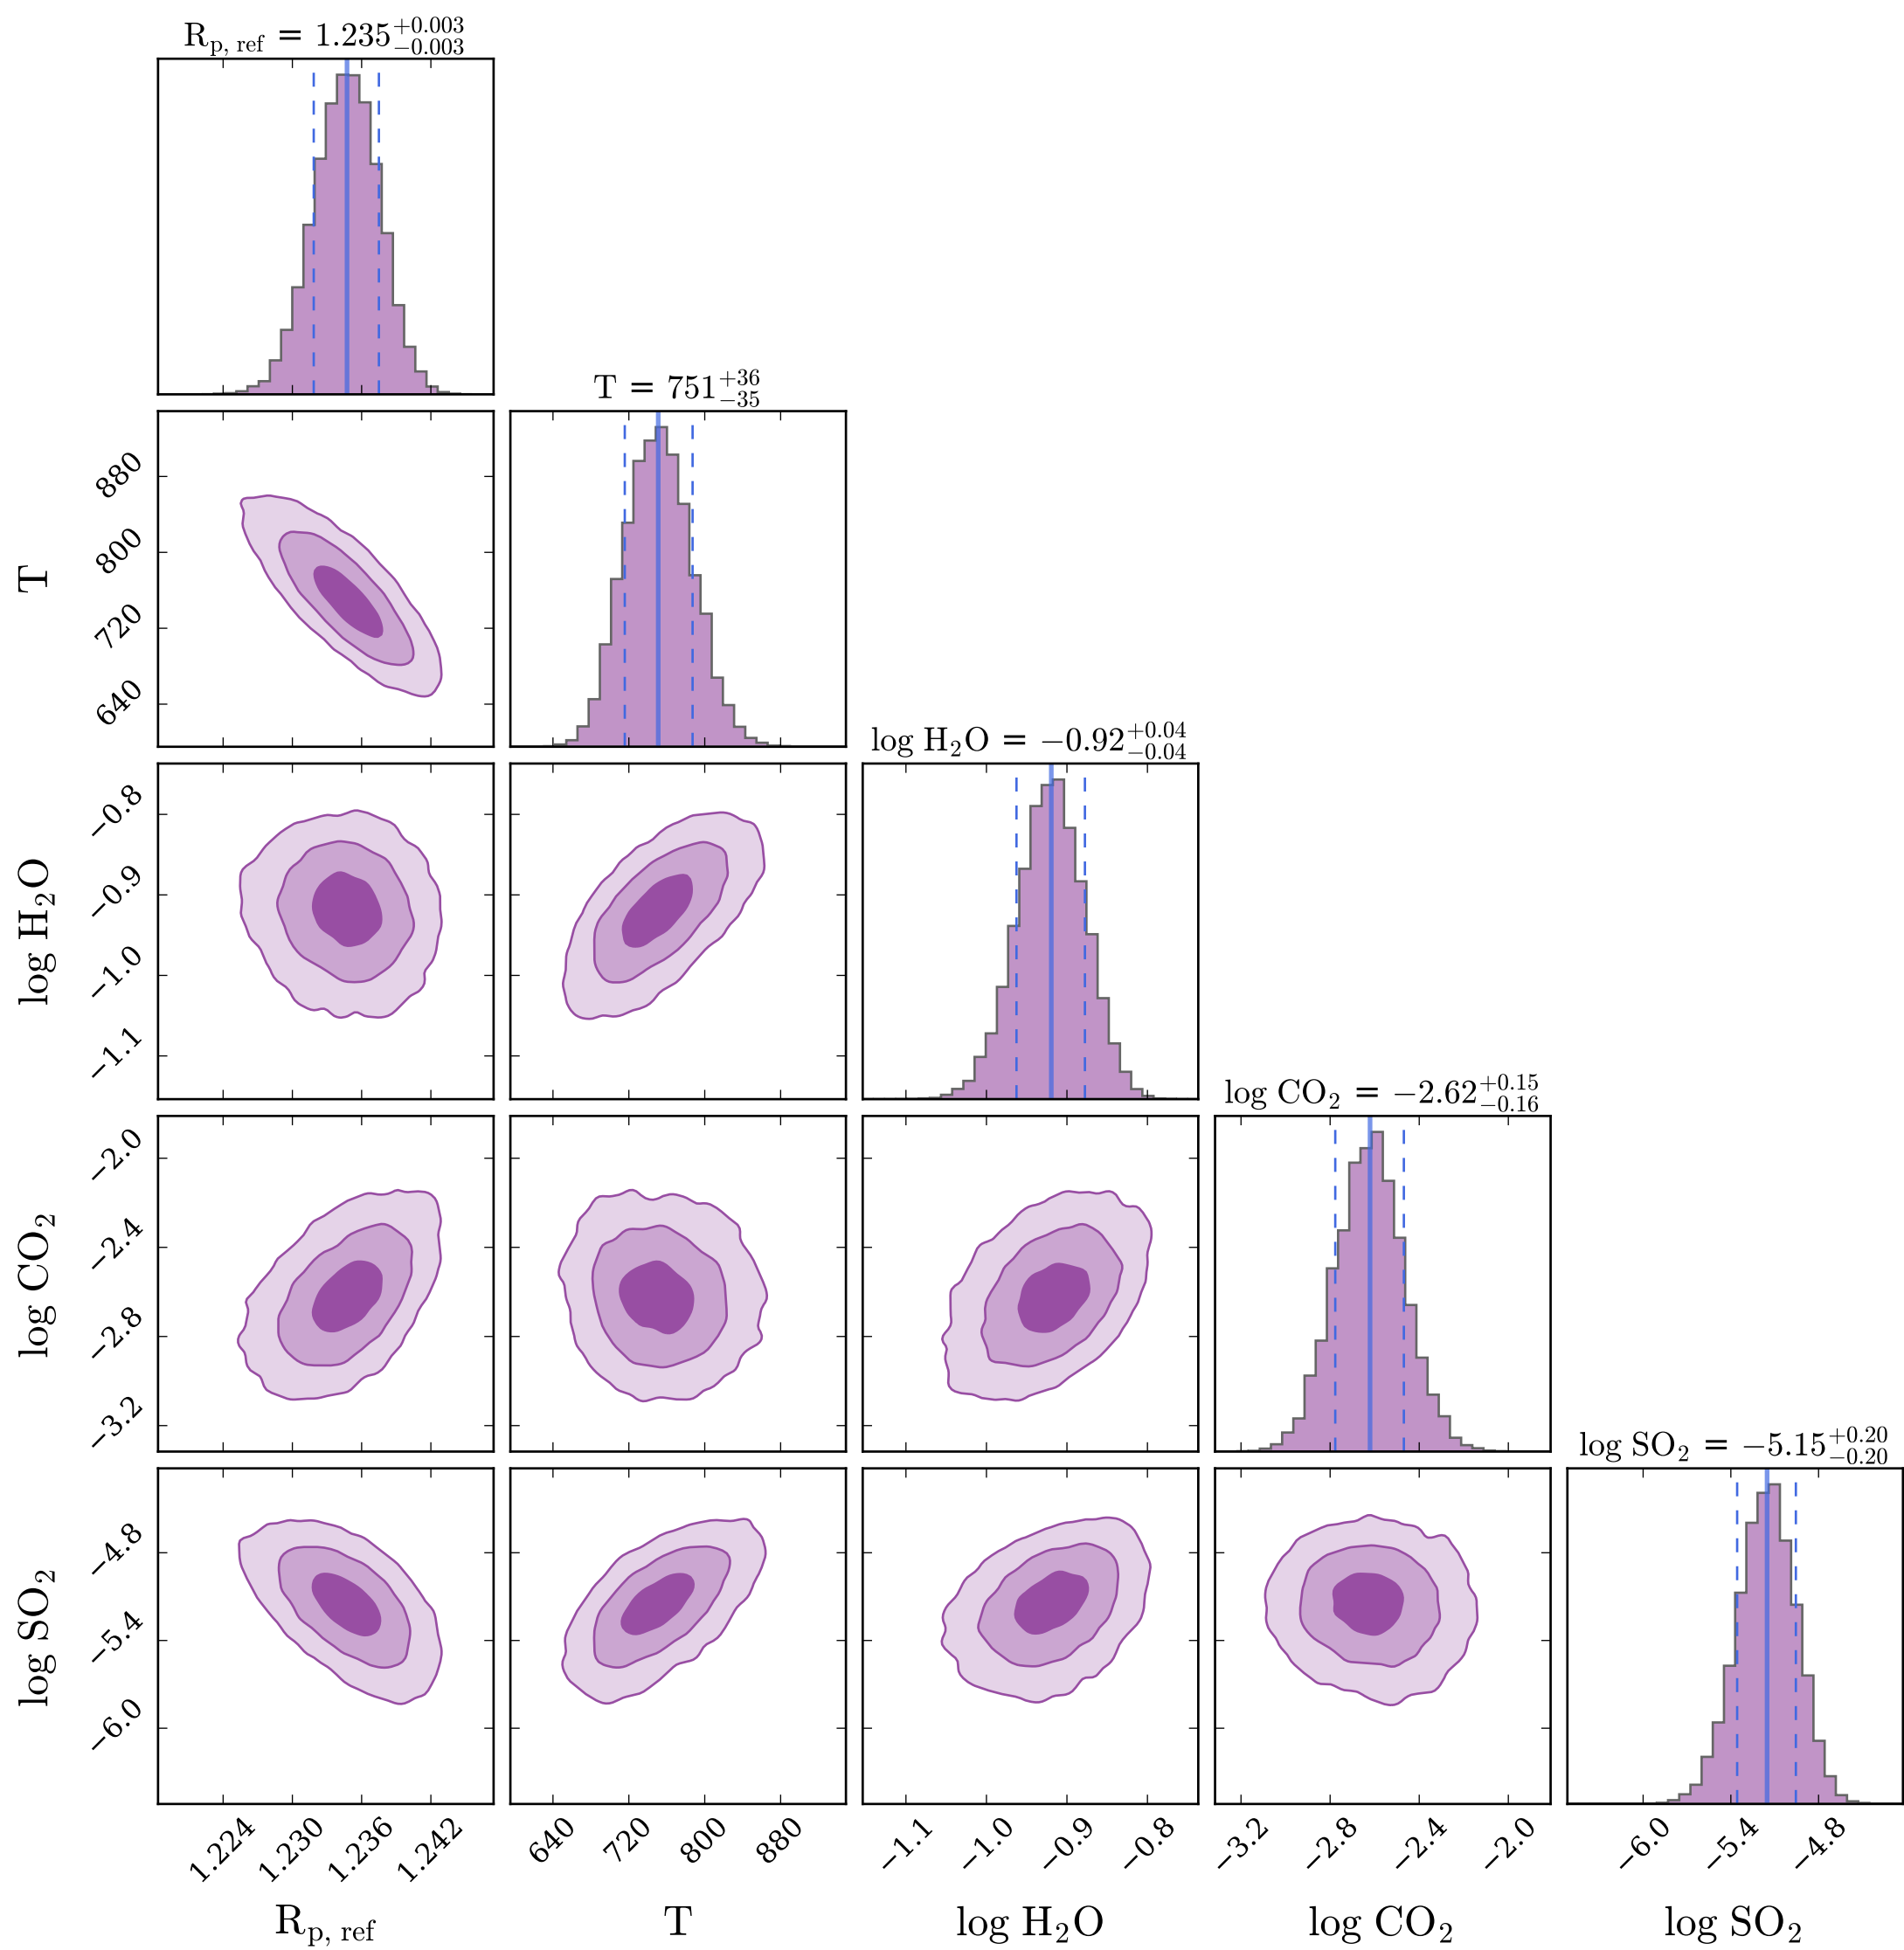 R_p, ref = 1.235 +0.003 −0.003
T = 751 +36 −35
880
800
720
640
T
log H₂O = −0.92 +0.04 −0.04
−0.8
−0.9
−1.0
−1.1
log H₂O
log CO₂ = −2.62 +0.15 −0.16
−2.0
−2.4
−2.8
−3.2
log CO₂
log SO₂ = −5.15 +0.20 −0.20
−4.8
−5.4
−6.0
log SO₂
1.224 1.230 1.236 1.242 640 720 800 880 −1.1 −1.0 −0.9 −0.8 −3.2 −2.8 −2.4 −2.0 −6.0 −5.4 −4.8
R_p, ref T log H₂O log CO₂ log SO₂